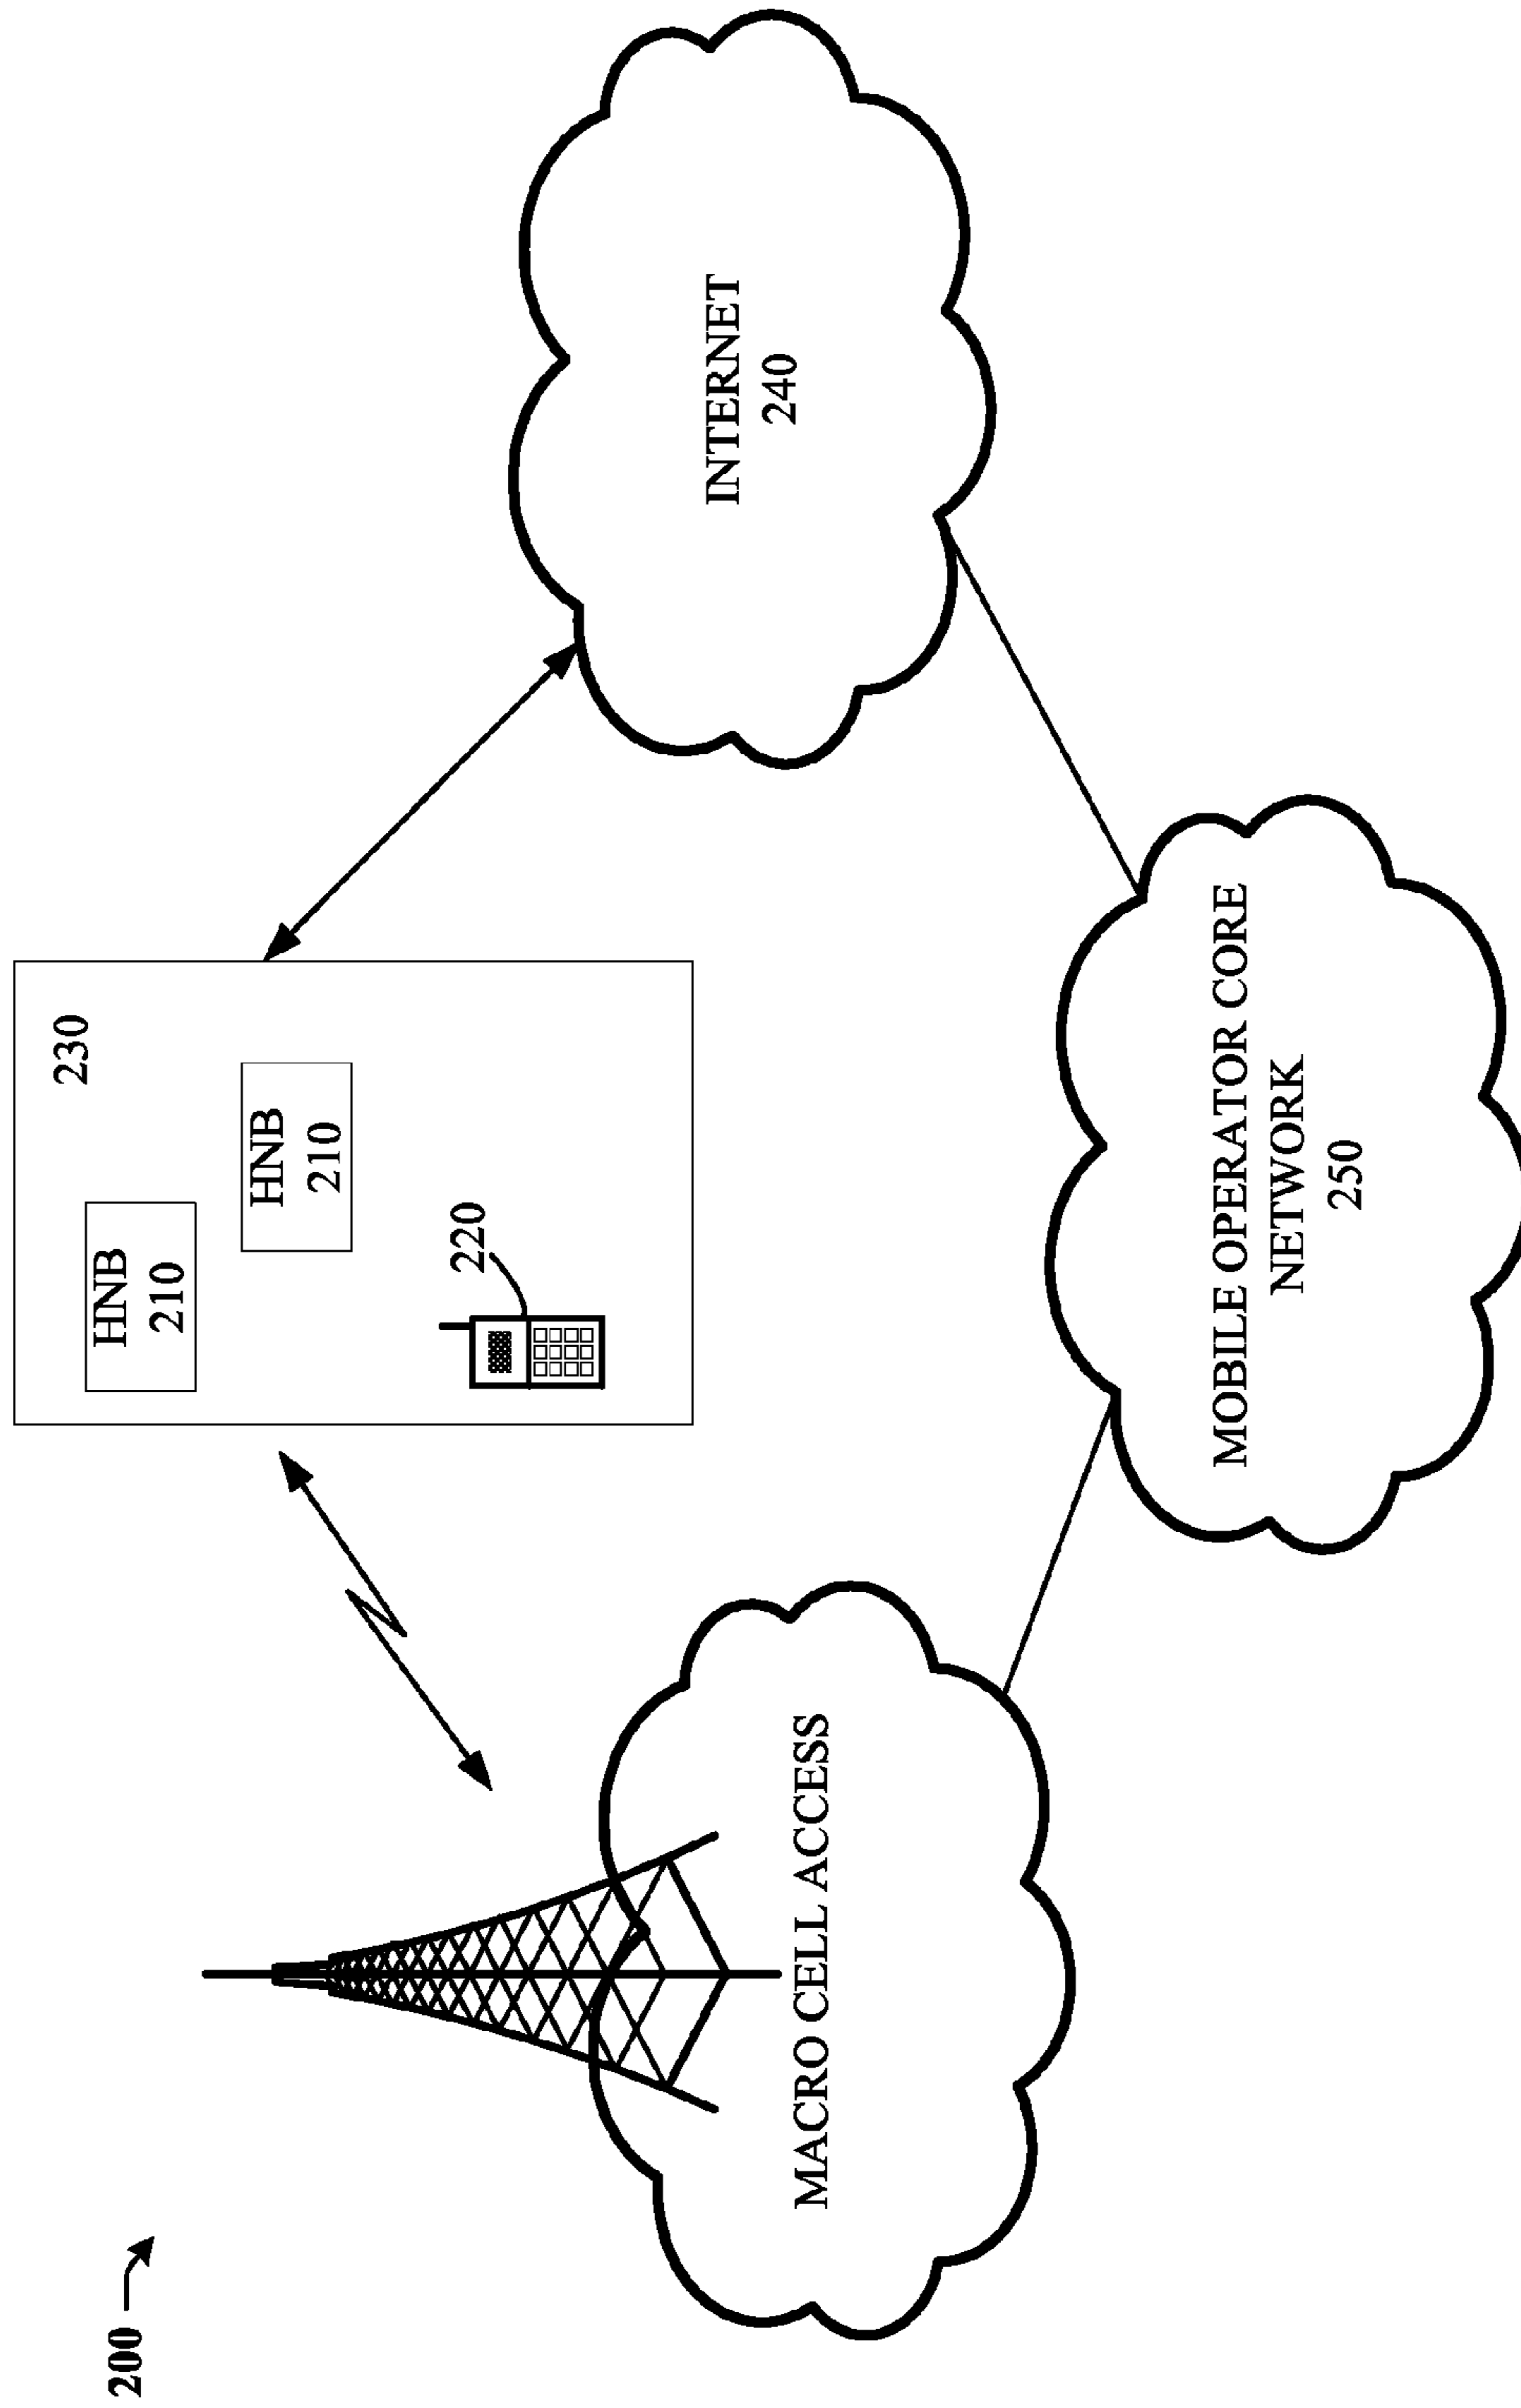 200
230
HNB
210
HNB
210
220
INTERNET
240
MACRO CELL ACCESS
MOBILE OPERATOR CORE
NETWORK
250